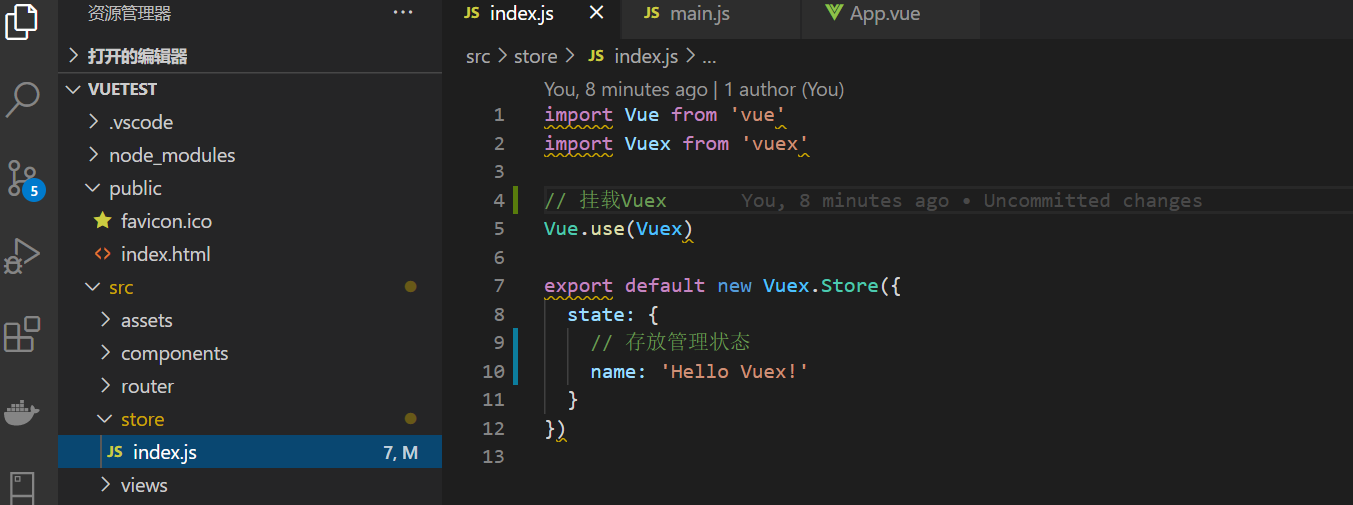 资源管理器
···
打开的编辑器
VUETEST
.vscode
node_modules
public
favicon.ico
index.html
src
assets
components
router
store
JS index.js 7, M
views
5
JS index.js
JS main.js
App.vue
src > store > JS index.js > ...
You, 8 minutes ago | 1 author (You)
1 import Vue from 'vue'
2 import Vuex from 'vuex'
3
4 // 挂载Vuex You, 8 minutes ago • Uncommitted changes
5 Vue.use(Vuex)
6
7 export default new Vuex.Store({
8 state: {
9 // 存放管理状态
10 name: 'Hello Vuex!'
11 }
12 })
13